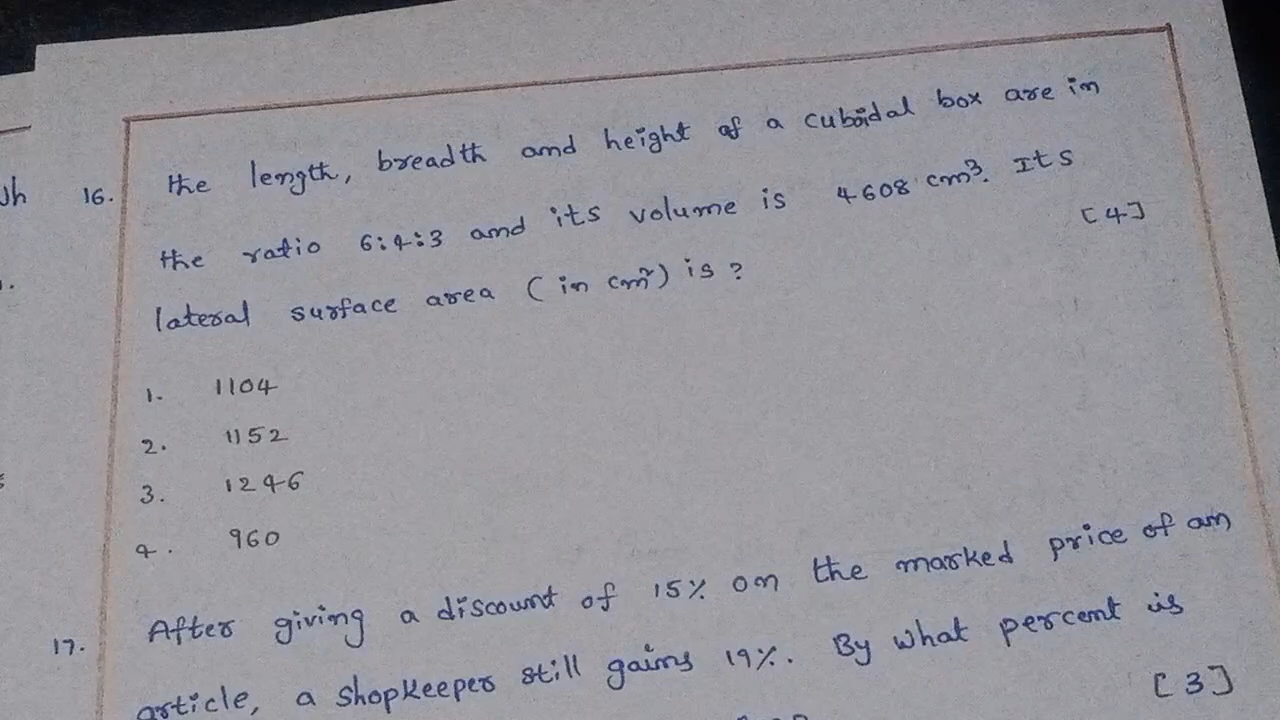 16. the length, breadth and height of a cuboidal box are in
the ratio 6:4:3 and its volume is 4608 cm³. Its
[4]
lateral surface area (in cm²) is ?
1. 1104
2. 1152
3. 1246
4. 960
17. After giving a discount of 15% on the marked price of an
article, a shopkeeper still gains 19%. By what percent is
[3]